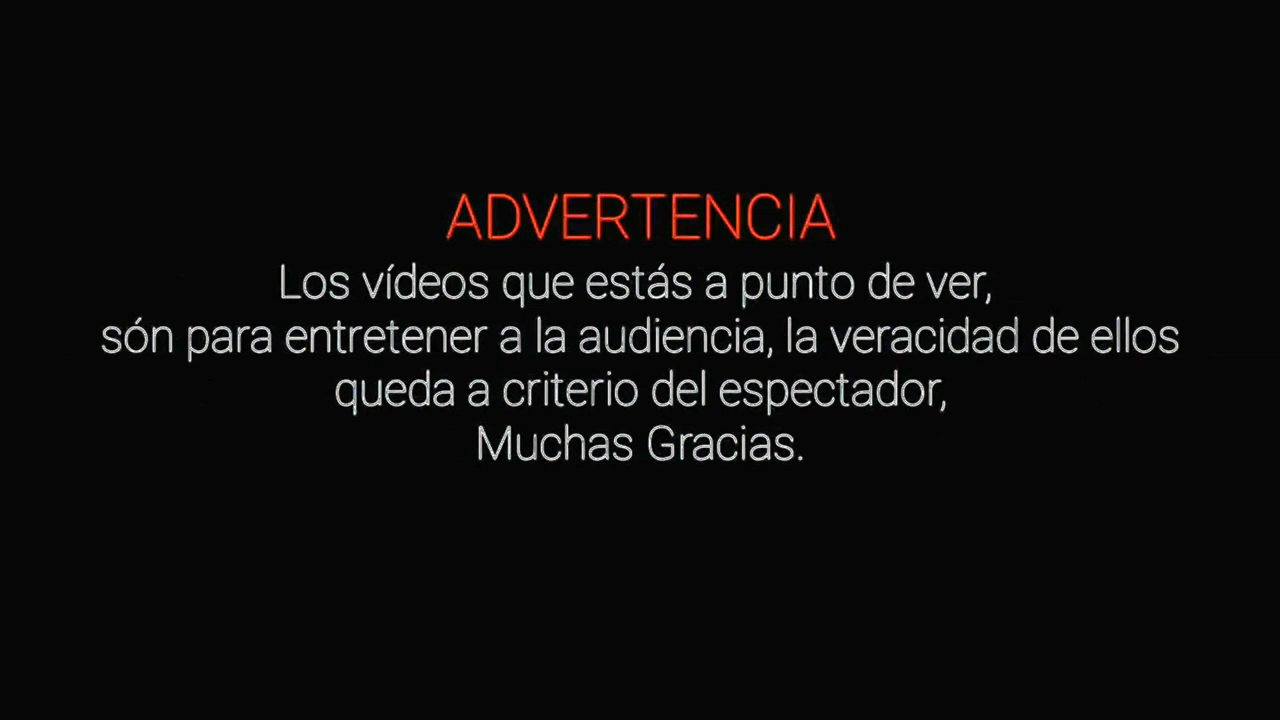 ADVERTENCIA
Los vídeos que estás a punto de ver,
són para entretener a la audiencia, la veracidad de ellos
queda a criterio del espectador,
Muchas Gracias.